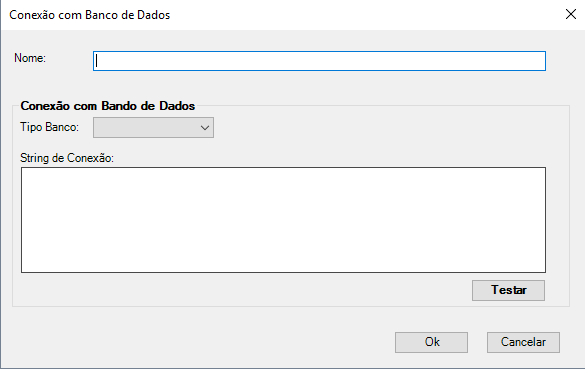 Conexão com Banco de Dados
Nome:
Conexão com Bando de Dados
Tipo Banco:
String de Conexão:
Testar
Ok
Cancelar